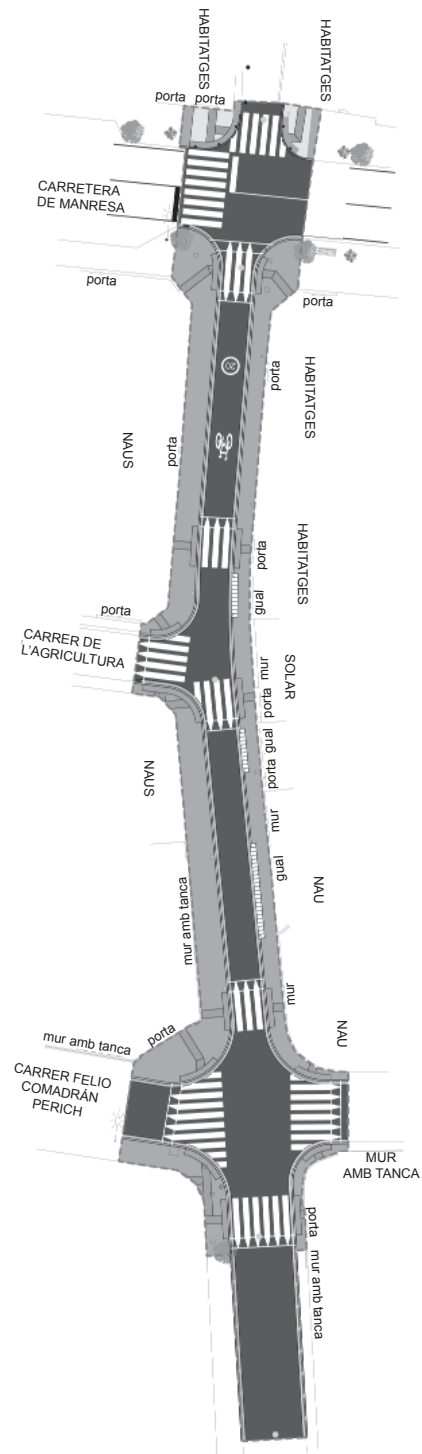 HABITATGES
HABITATGES
porta
porta
CARRETERA
DE MANRESA
porta
porta
20
porta
HABITATGES
NAUS
porta
HABITATGES
porta
gual
porta
CARRER DE
L'AGRICULTURA
SOLAR
mur
porta
gual
porta
NAUS
mur
gual
NAU
mur amb tanca
mur
NAU
porta
mur amb tanca
CARRER FELIO
COMADRÁN
PERICH
MUR
AMB TANCA
porta
mur amb tanca